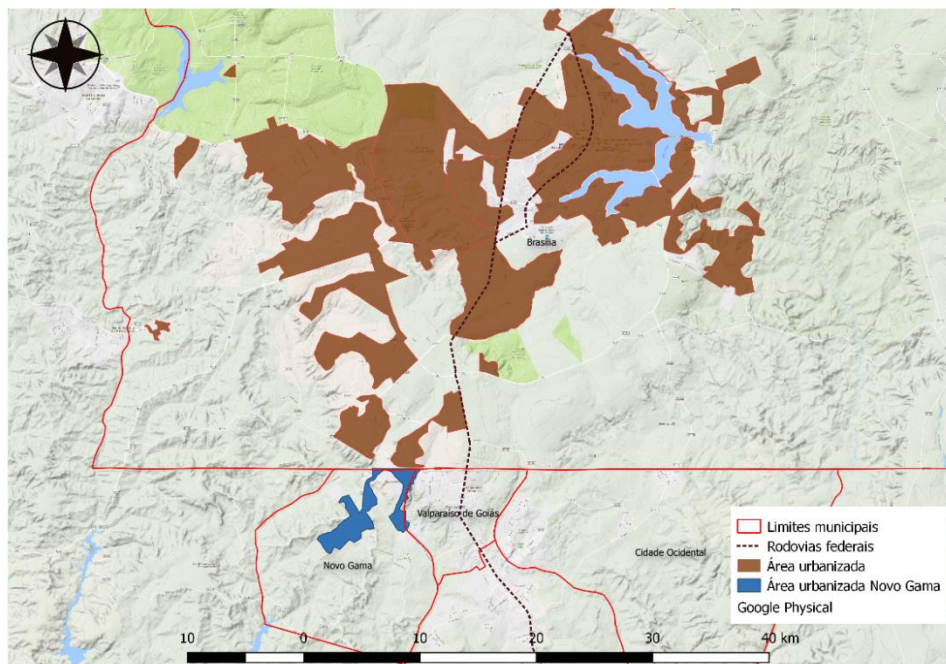 Brasília
Valparaíso de Goiás
Novo Gama
Cidade Ocidental
Limites municipais
Rodovias federais
Área urbanizada
Área urbanizada Novo Gama
Google Physical
10 0 10 20 30 40 km